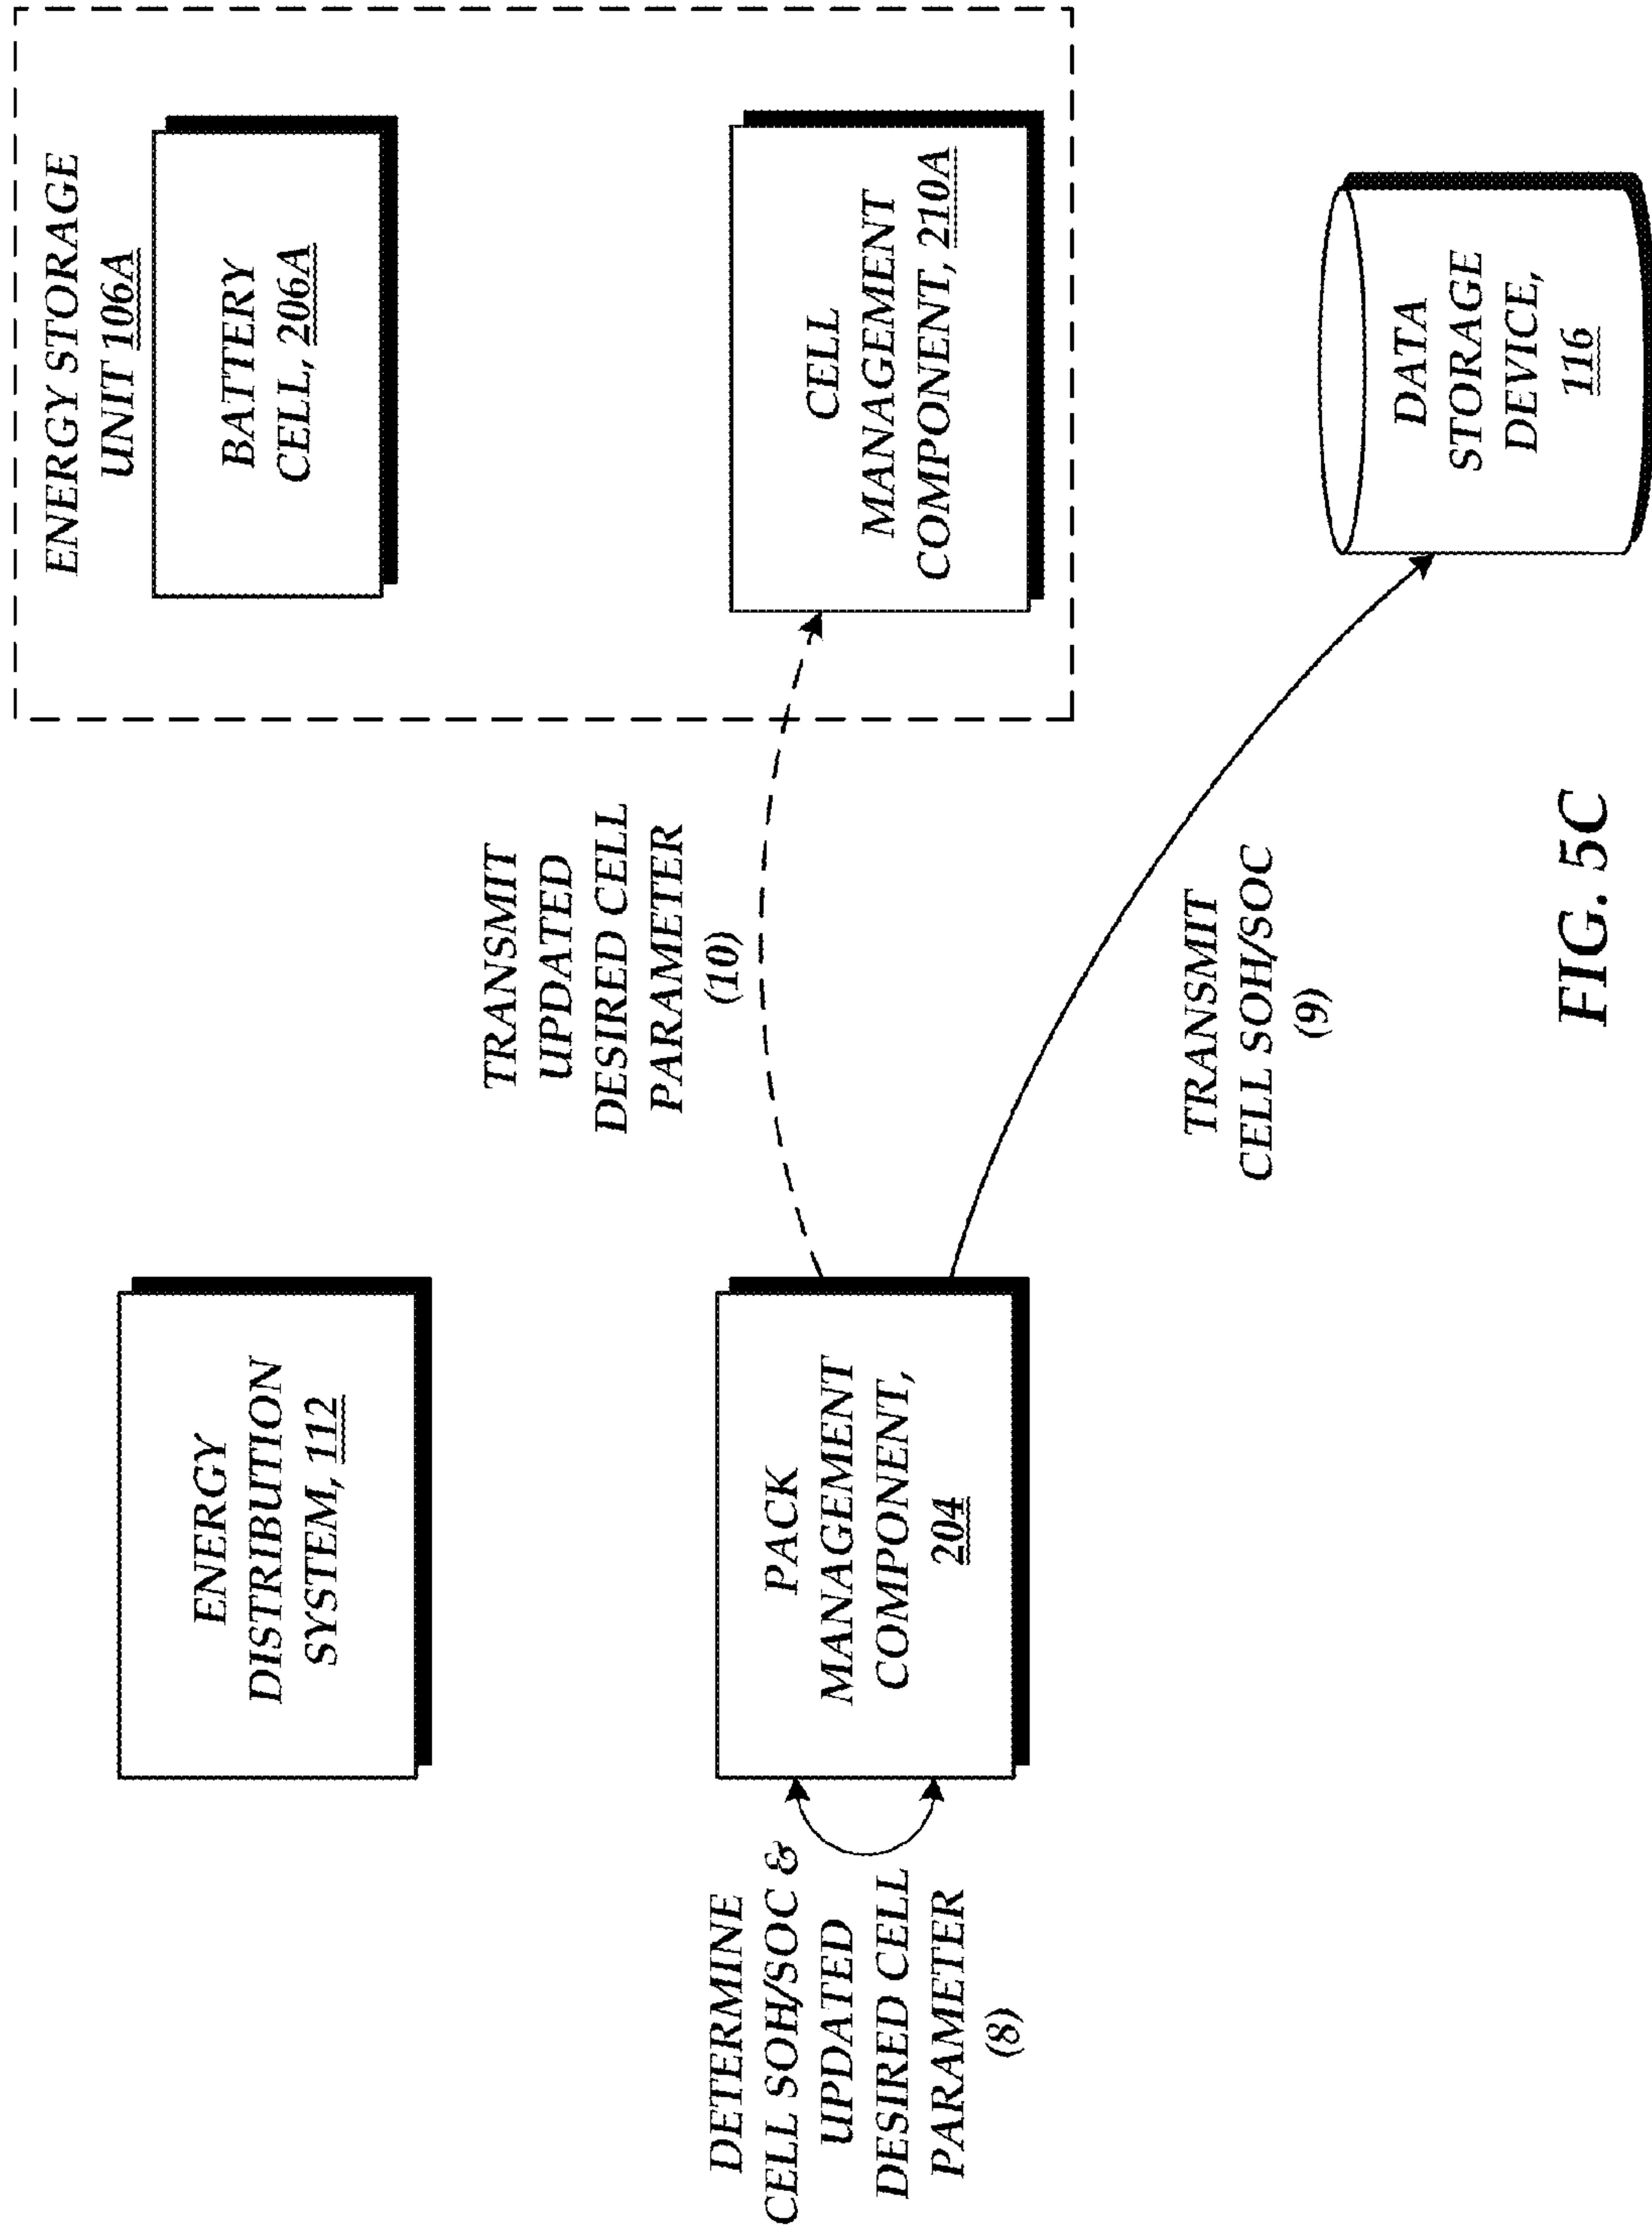 ENERGY STORAGE
UNIT 106A
BATTERY
CELL, 206A
ENERGY
DISTRIBUTION
SYSTEM, 112
TRANSMIT
UPDATED
DESIRED CELL
PARAMETER
(10)
CELL
MANAGEMENT
COMPONENT, 210A
DETERMINE
CELL SOH/SOC &
UPDATED
DESIRED CELL
PARAMETER
(8)
PACK
MANAGEMENT
COMPONENT,
204
TRANSMIT
CELL SOH/SOC
(9)
DATA
STORAGE
DEVICE,
116
FIG. 5C